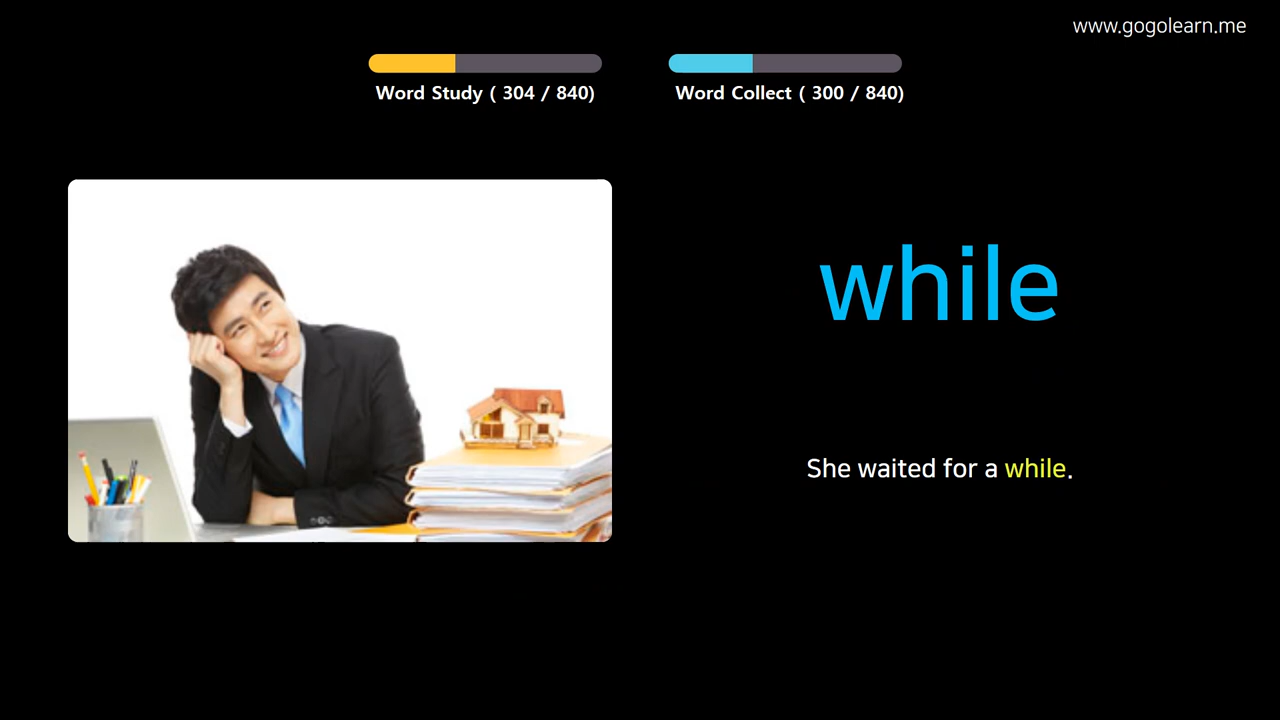 www.gogolearn.me
Word Study ( 304 / 840)
Word Collect ( 300 / 840)
while
She waited for a while.